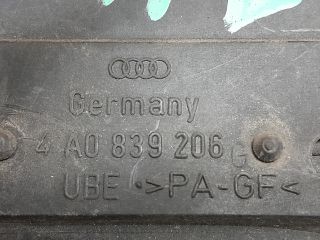 Germany
4 A0 839 206 G
UBE >PA-GF<